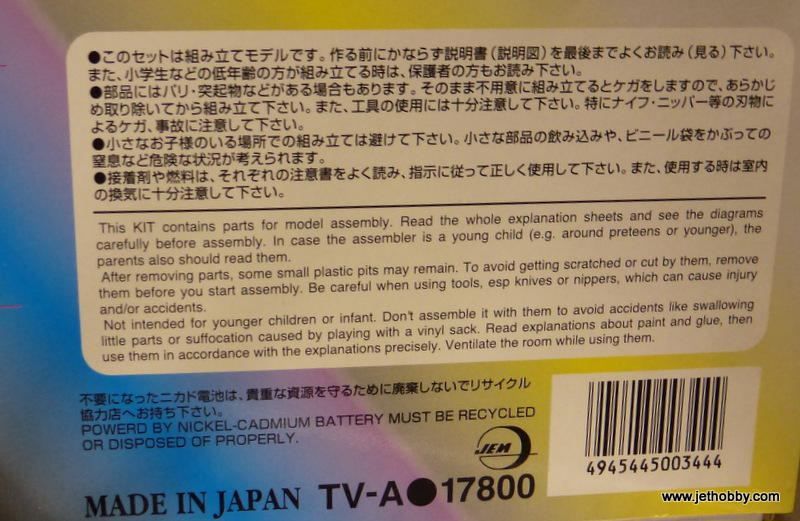 ●このセットは組み立てモデルです。作る前にかならず説明書（説明図）を最後までよくお読み（見る）下さい。
また、小学生などの低年齢の方が組み立てる時は、保護者の方もお読み下さい。
●部品にはバリ・突起物などがある場合もあります。そのまま不用意に組み立てるとケガをしますので、あらかじ
め取り除いてから組み立て下さい。また、工具の使用には十分注意して下さい。特にナイフ・ニッパー等の刃物に
よるケガ、事故に注意して下さい。
●小さなお子様のいる場所での組み立ては避けて下さい。小さな部品の飲み込みや、ビニール袋をかぶっての
窒息など危険な状況が考えられます。
●接着剤や燃料は、それぞれの注意書をよく読み、指示に従って正しく使用して下さい。また、使用する時は室内
の換気に十分注意して下さい。
This KIT contains parts for model assembly. Read the whole explanation sheets and see the diagrams
carefully before assembly. In case the assembler is a young child (e.g. around preteens or younger), the
parents also should read them.
After removing parts, some small plastic pits may remain. To avoid getting scratched or cut by them, remove
them before you start assembly. Be careful when using tools, esp knives or nippers, which can cause injury
and/or accidents.
Not intended for younger children or infant. Don't assemble it with them to avoid accidents like swallowing
little parts or suffocation caused by playing with a vinyl sack. Read explanations about paint and glue, then
use them in accordance with the explanations precisely. Ventilate the room while using them.
不要になったニカド電池は、貴重な資源を守るために廃棄しないでリサイクル
協力店へお持ち下さい。
POWERD BY NICKEL-CADMIUM BATTERY MUST BE RECYCLED
OR DISPOSED OF PROPERLY.
JEM
4945445003444
MADE IN JAPAN TV-A●17800
www.jethobby.com